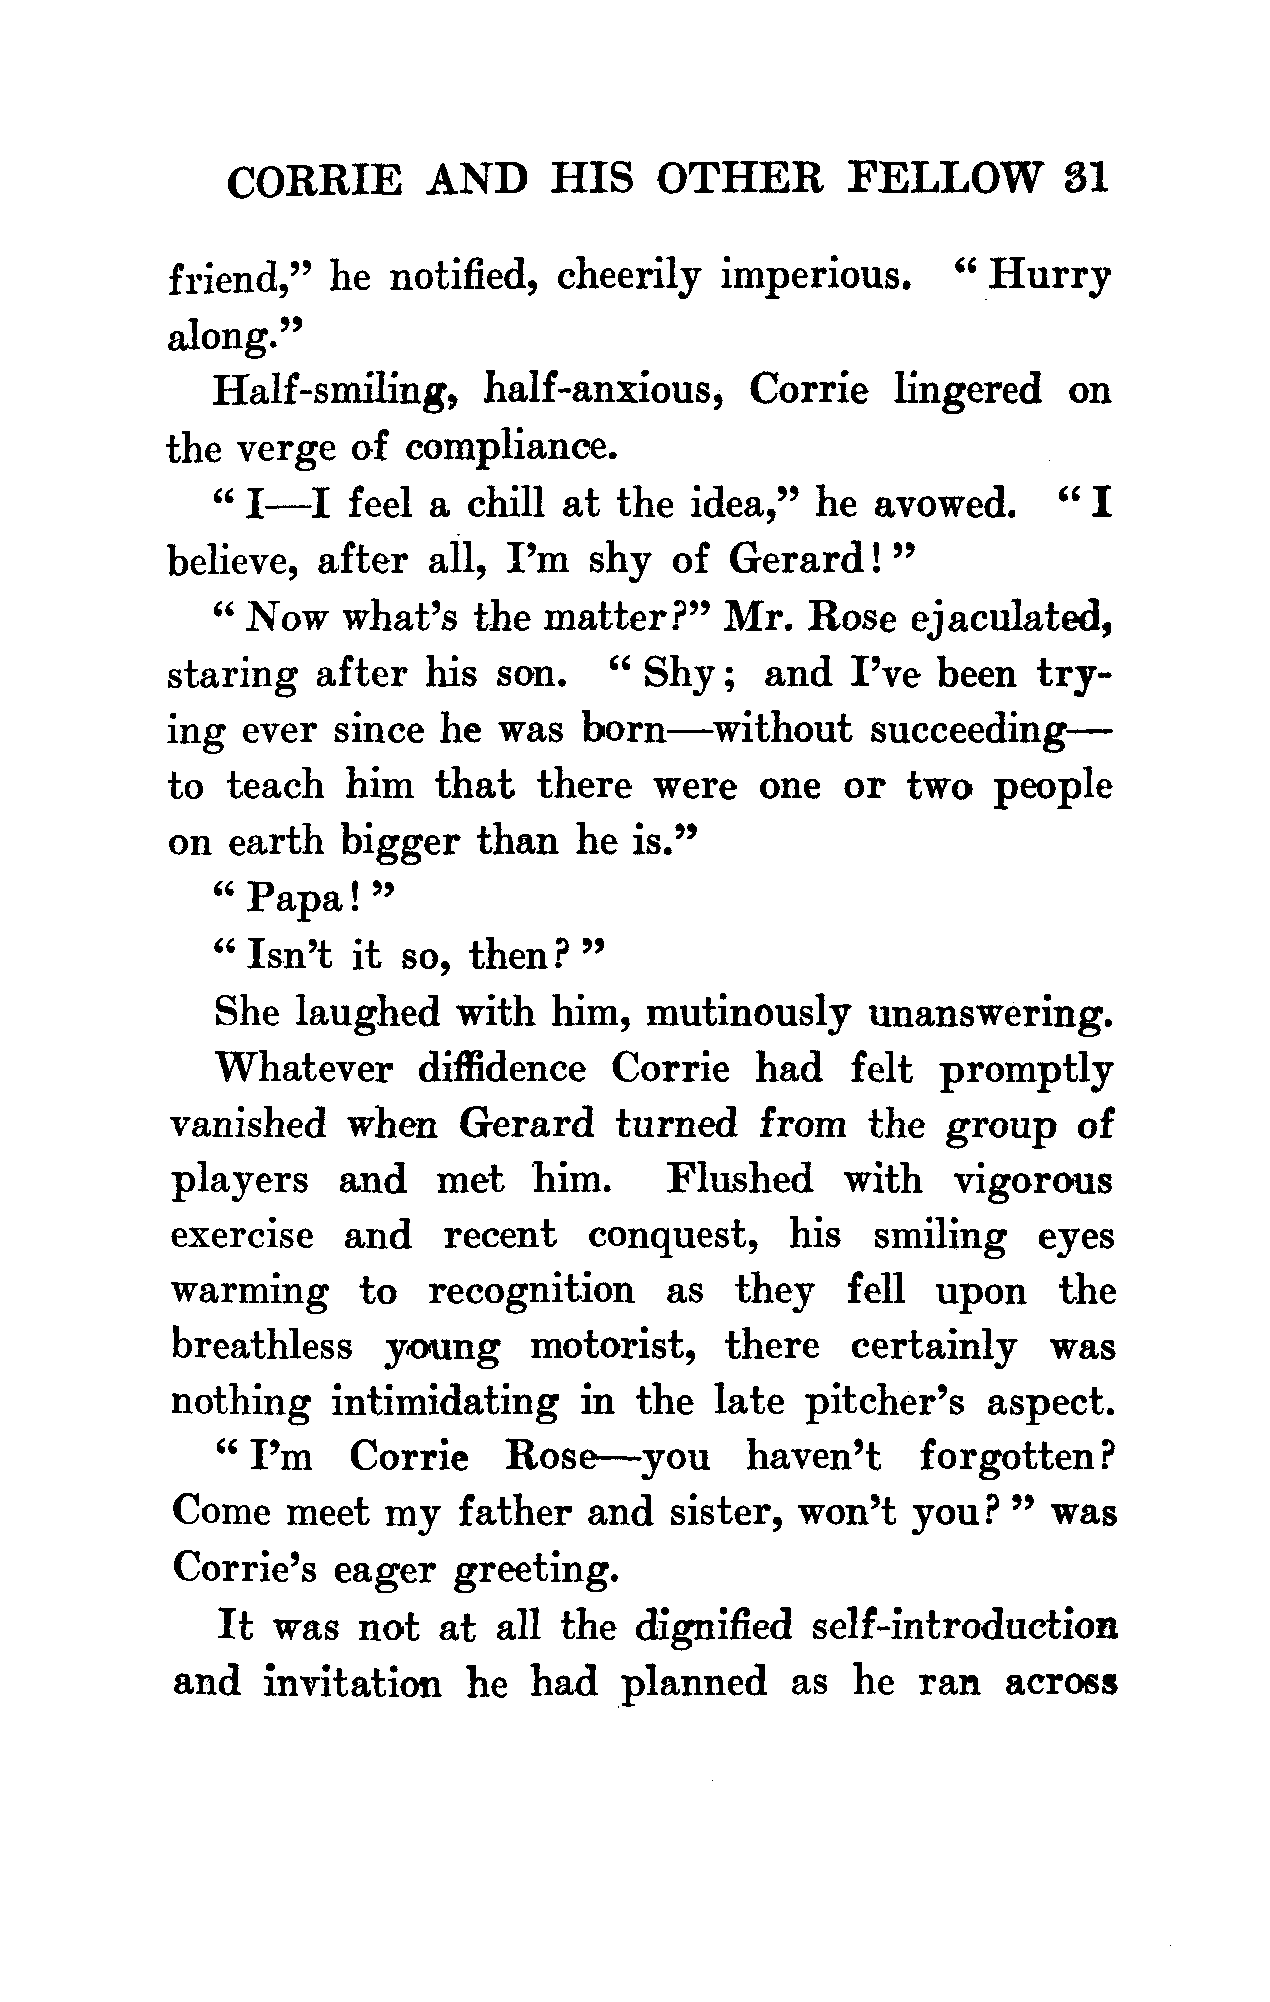 CORRIE AND HIS OTHER FELLOW 31
friend,” he notified, cheerily imperious. “ Hurry
along.”
Half-smiling, half-anxious, Corrie lingered on
the verge of compliance.
“ I—I feel a chill at the idea,” he avowed. “ I
believe, after all, I’m shy of Gerard! ”
“ Now what’s the matter?” Mr. Rose ejaculated,
staring after his son. “ Shy; and I’ve been try-
ing ever since he was born—without succeeding—
to teach him that there were one or two people
on earth bigger than he is.”
“ Papa! ”
“ Isn’t it so, then? ”
She laughed with him, mutinously unanswering.
Whatever diffidence Corrie had felt promptly
vanished when Gerard turned from the group of
players and met him. Flushed with vigorous
exercise and recent conquest, his smiling eyes
warming to recognition as they fell upon the
breathless young motorist, there certainly was
nothing intimidating in the late pitcher’s aspect.
“ I’m Corrie Rose—you haven’t forgotten?
Come meet my father and sister, won’t you? ” was
Corrie’s eager greeting.
It was not at all the dignified self-introduction
and invitation he had planned as he ran across